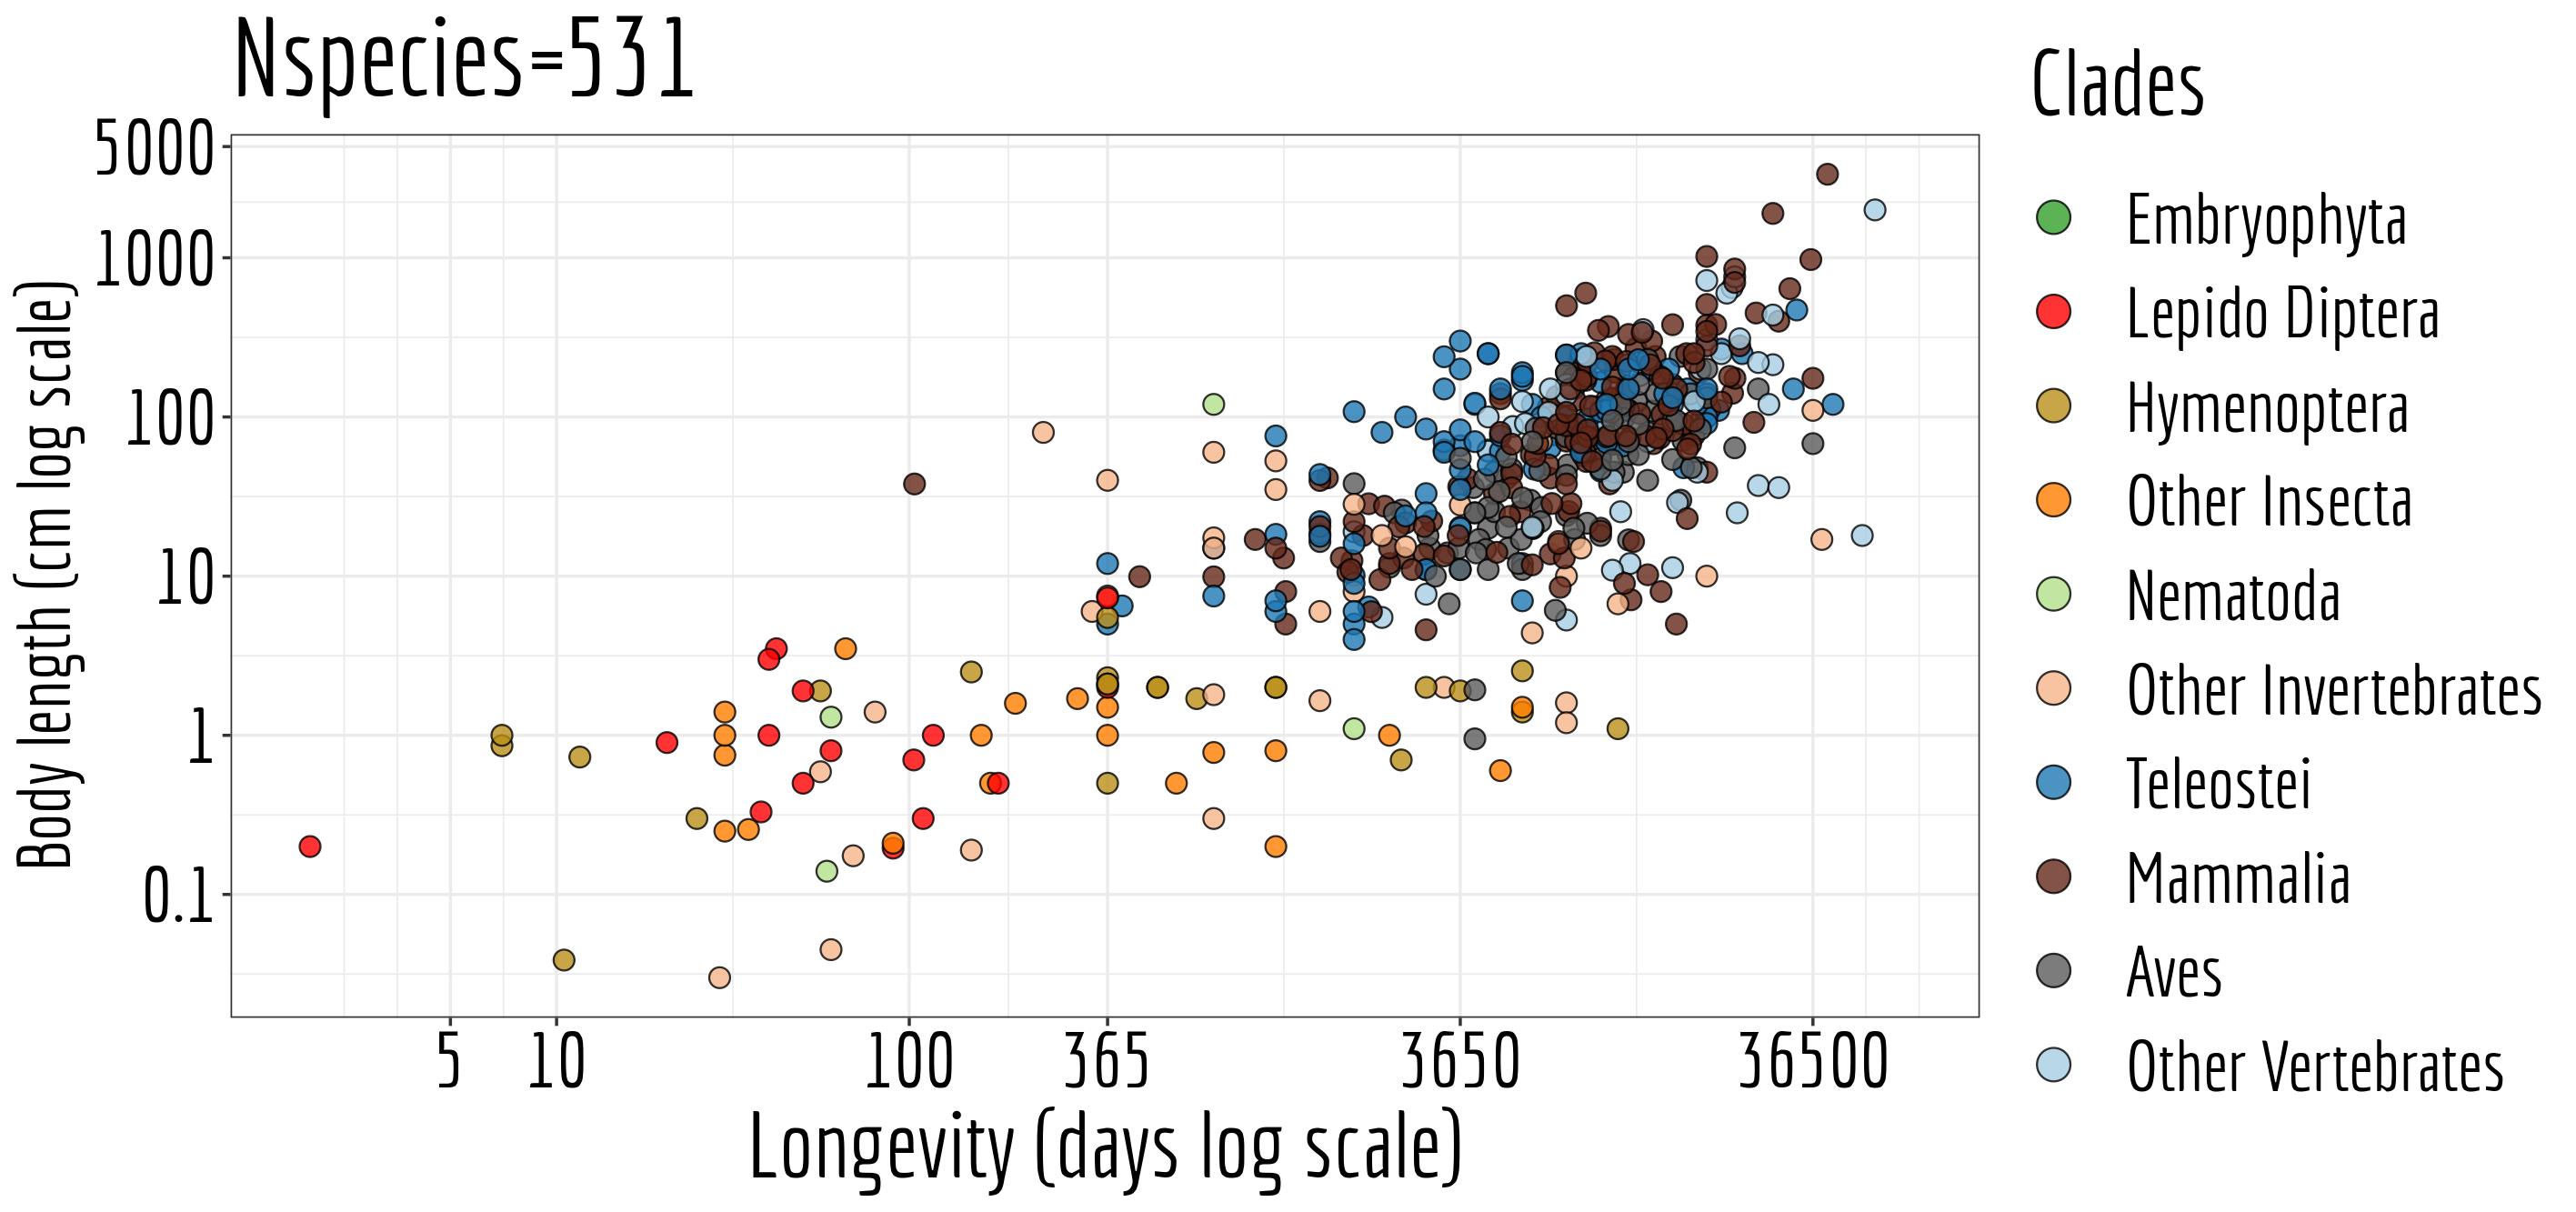 Nspecies=531
Clades
5000
1000
100
10
1
0.1
Body length (cm log scale)
5
10
100
365
3650
36500
Longevity (days log scale)
Embryophyta
Lepido Diptera
Hymenoptera
Other Insecta
Nematoda
Other Invertebrates
Teleostei
Mammalia
Aves
Other Vertebrates